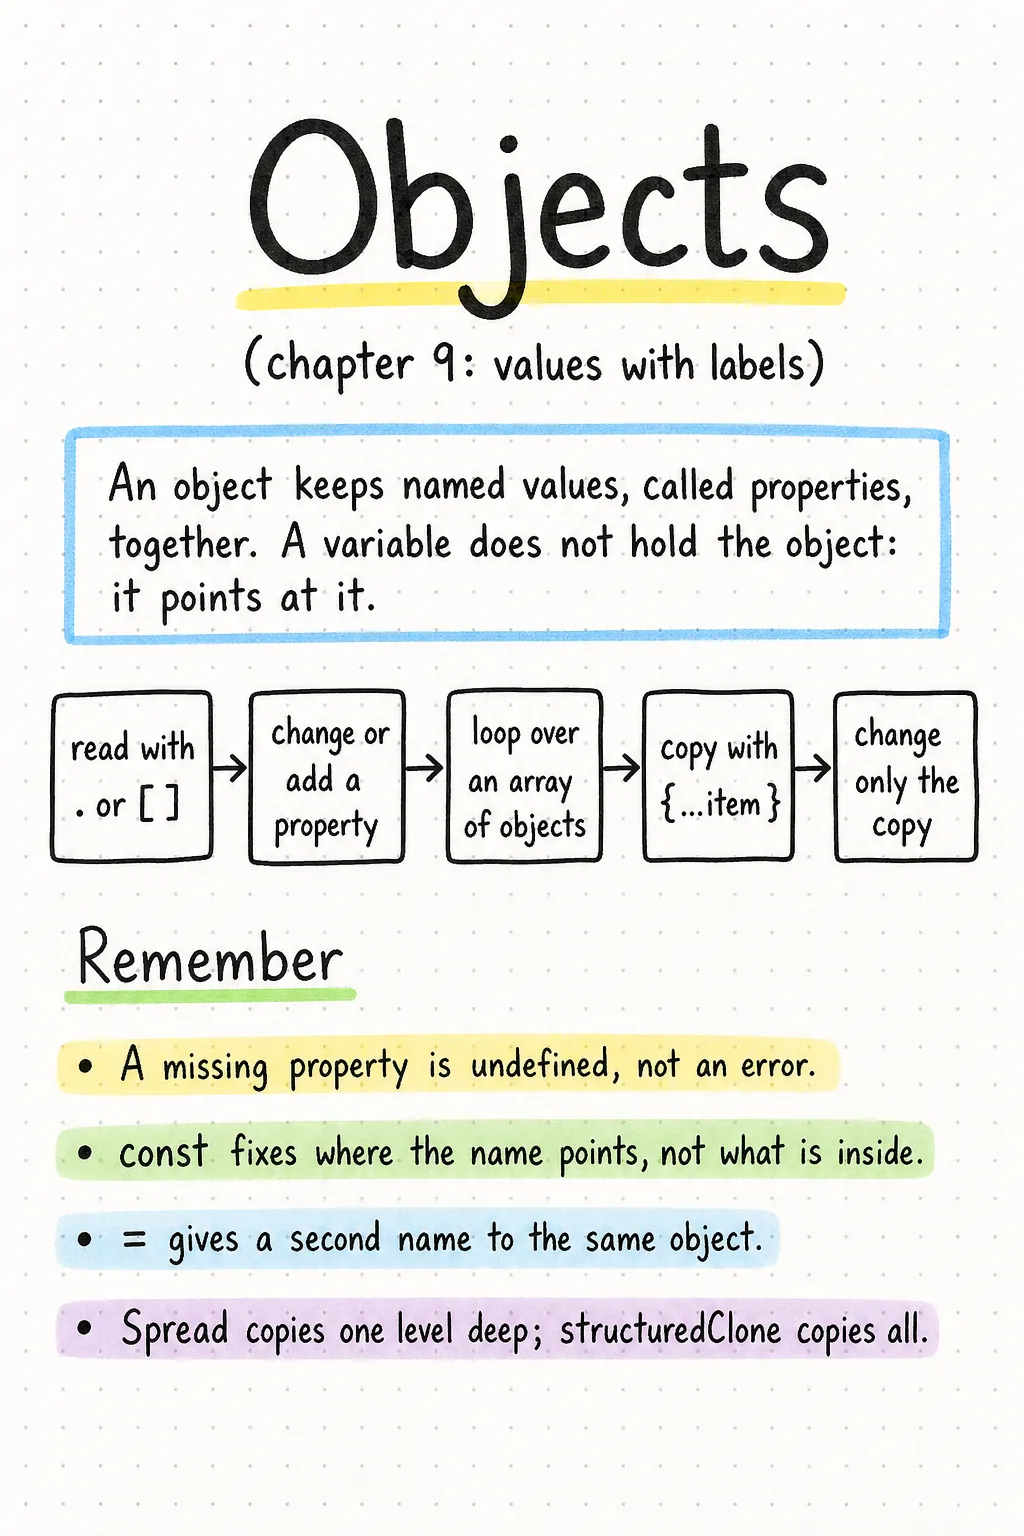 Objects
(chapter 9: values with labels)
An object keeps named values, called properties,
together. A variable does not hold the object:
it points at it.
read with
. or [ ]
change or
add a
property
loop over
an array
of objects
copy with
{...item}
change
only the
copy
Remember
• A missing property is undefined, not an error.
• const fixes where the name points, not what is inside.
• = gives a second name to the same object.
• Spread copies one level deep; structuredClone copies all.